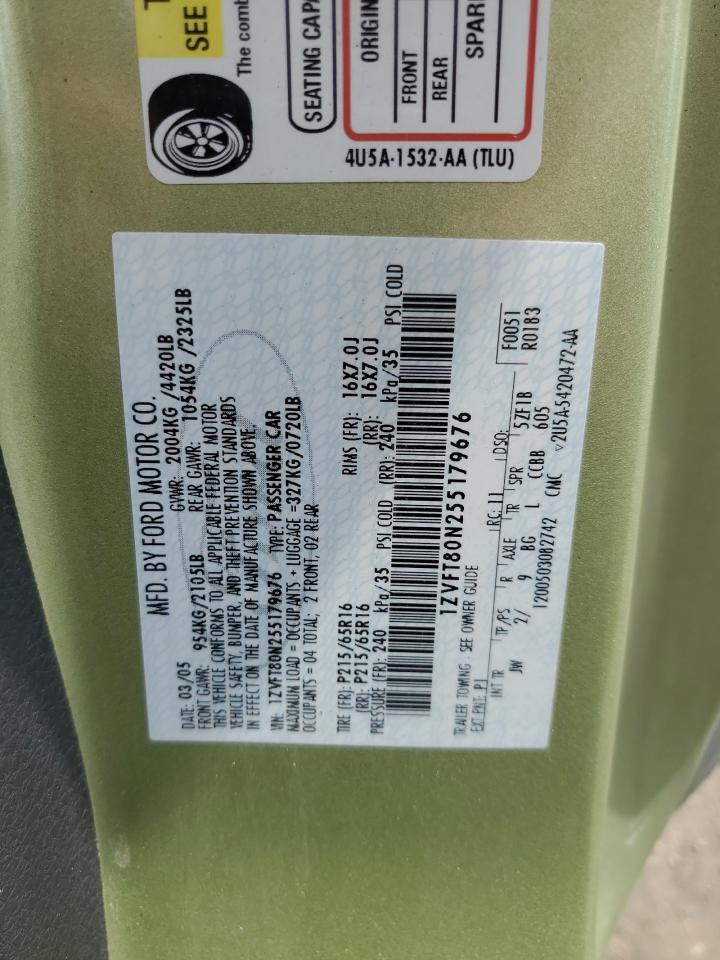 T
SEE
The comb
SEATING CAP
ORIGIN
FRONT
REAR
SPAR
4U5A-1532-AA (TLU)
MFD. BY FORD MOTOR CO.
DATE: 03/05 GVWR: 2004KG /4420LB
FRONT GAWR: 954KG/2105LB REAR GAWR: 1054KG /2325LB
THIS VEHICLE CONFORMS TO ALL APPLICABLE FEDERAL MOTOR
VEHICLE SAFETY, BUMPER, AND THEFT PREVENTION STANDARDS
IN EFFECT ON THE DATE OF MANUFACTURE SHOWN ABOVE.
VIN: 1ZVFT80N255179676 TYPE: PASSENGER CAR
MAXIMUM LOAD = OCCUPANTS + LUGGAGE =327KG/0720LB
OCCUPANTS = 04 TOTAL; 2 FRONT, 02 REAR
TIRE (FR): P215/65R16 RIMS (FR): 16X7.0J
(RR): P215/65R16 (RR): 16X7.0J
PRESSURE (FR): 240 kPa/35 PSI COLD (RR): 240 kPa/35 PSI COLD
1ZVFT80N255179676
TRAILER TOWING - SEE OWNER GUIDE
EXT PNT: P1 RC: 11 DSO:
INT TR TP/PS R AXLE TR SPR
JW 2/ 9 BG L CCBB 5ZF1B F0051
605 R0183
1200503082742 CMC v2U5A-5420472-AA